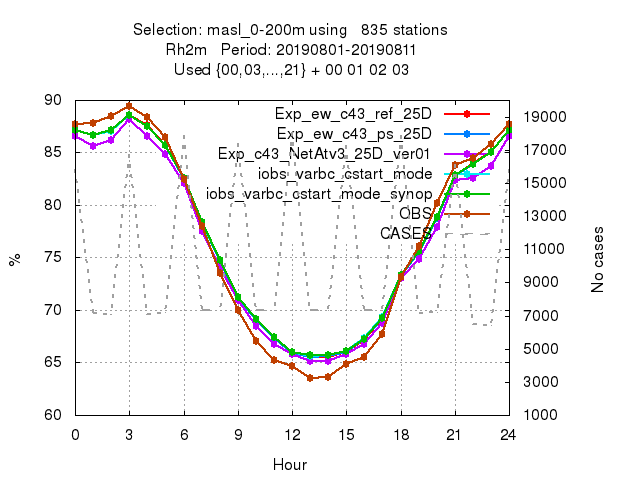 Selection: masl_0-200m using 835 stations
Rh2m Period: 20190801-20190811
Used {00,03,...,21} + 00 01 02 03
Exp_ew_c43_ref_25D
Exp_ew_c43_ps_25D
Exp_c43_NetAtv3_25D_ver01
iobs_varbc_cstart_mode
iobs_varbc_cstart_mode_synop
OBS
CASES
90
85
80
75
70
65
60
%
19000
17000
15000
13000
11000
9000
7000
5000
3000
1000
No cases
0 3 6 9 12 15 18 21 24
Hour